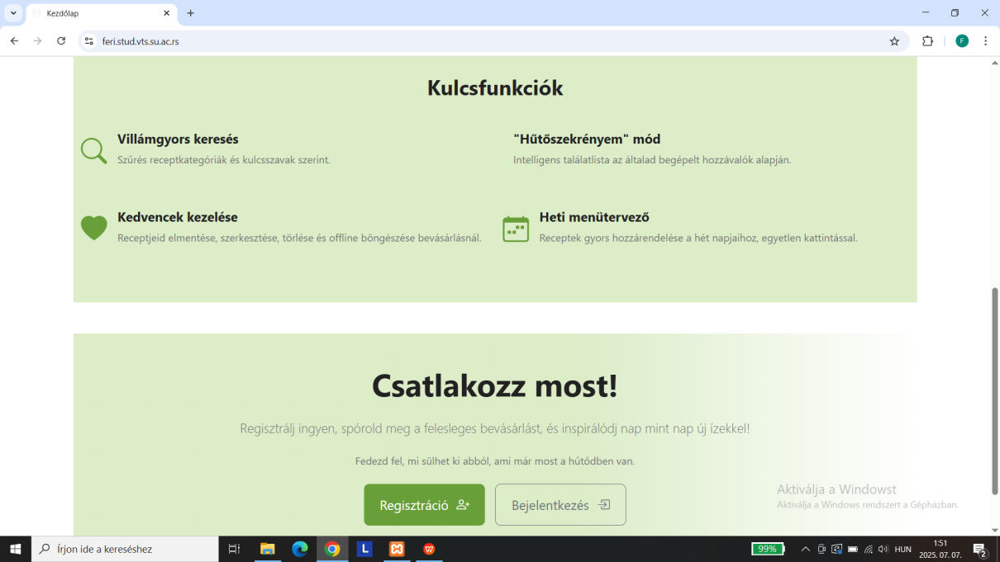 Kezdőlap
feri.stud.vts.su.ac.rs
F
Kulcsfunkciók
Villámgyors keresés
Szűrés receptkategóriák és kulcsszavak szerint.
"Hűtőszekrényem" mód
Intelligens találatlista az általad begépelt hozzávalók alapján.
Kedvencek kezelése
Receptjeid elmentése, szerkesztése, törlése és offline böngészése bevásárlásnál.
Heti menütervező
Receptek gyors hozzárendelése a hét napjaihoz, egyetlen kattintással.
Csatlakozz most!
Regisztrálj ingyen, spórold meg a felesleges bevásárlást, és inspirálódj nap mint nap új ízekkel!
Fedezd fel, mi sülhet ki abból, ami már most a hűtődben van.
Regisztráció
Bejelentkezés
Aktiválja a Windowst
Aktiválja a Windows rendszert a Gépházban.
Írjon ide a kereséshez
L
99%
HUN
1:51
2025. 07. 07.
2